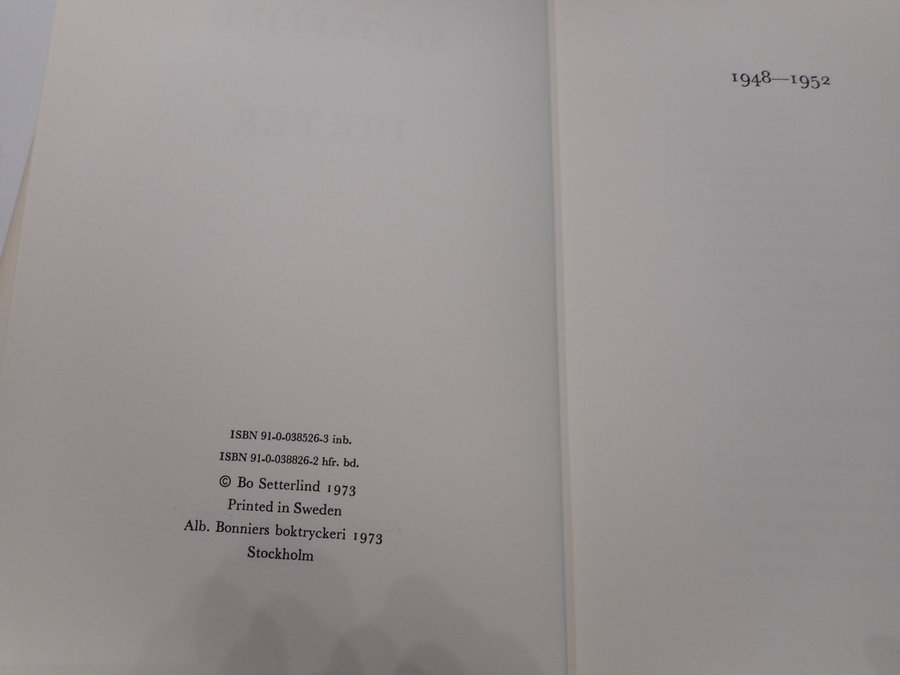 ISBN 91-0-038526-3 inb.
ISBN 91-0-038826-2 hfr. bd.
© Bo Setterlind 1973
Printed in Sweden
Alb. Bonniers boktryckeri 1973
Stockholm
1948—1952